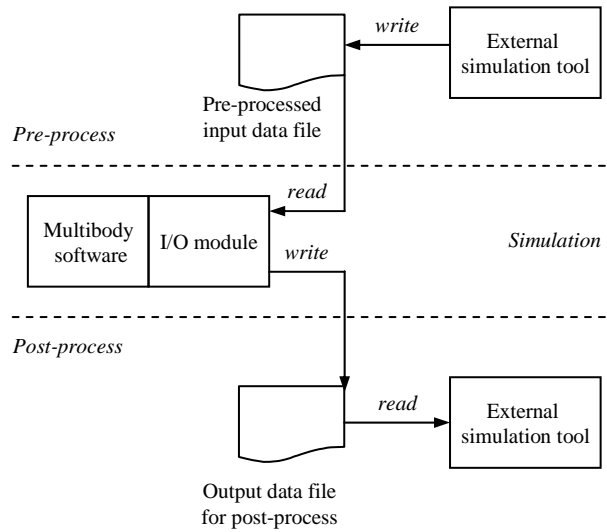 write
External
simulation tool
Pre-processed
input data file
Pre-process
read
Multibody
software
I/O module
write
Simulation
Post-process
read
External
simulation tool
Output data file
for post-process